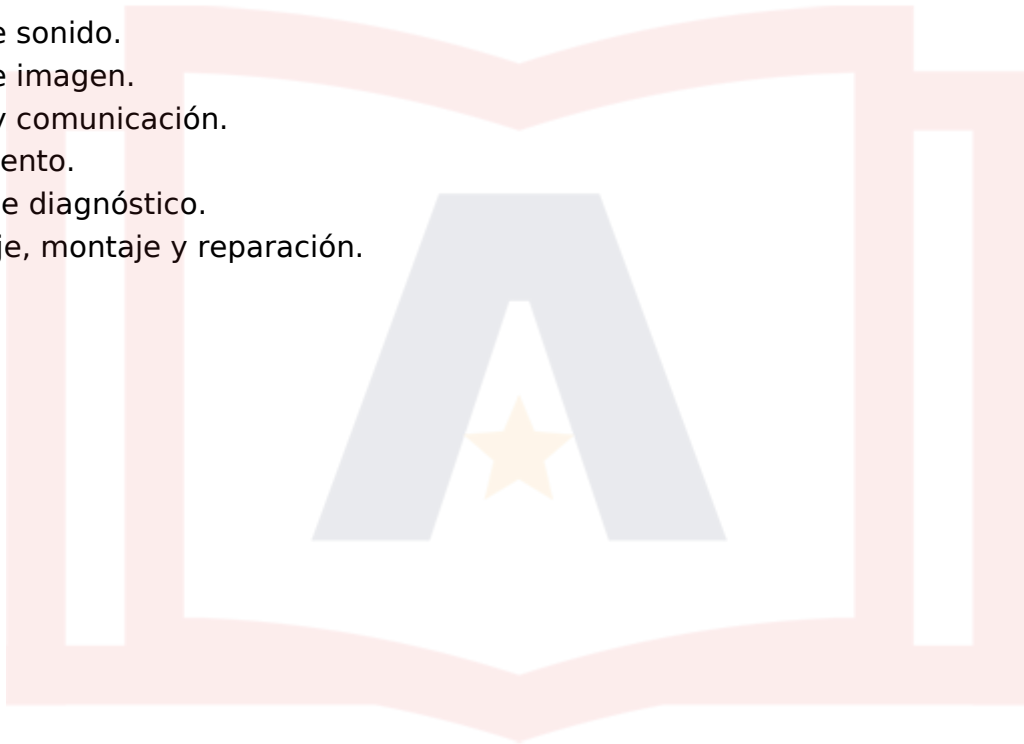 e sonido.
e imagen.
y comunicación.
ento.
e diagnóstico.
je, montaje y reparación.